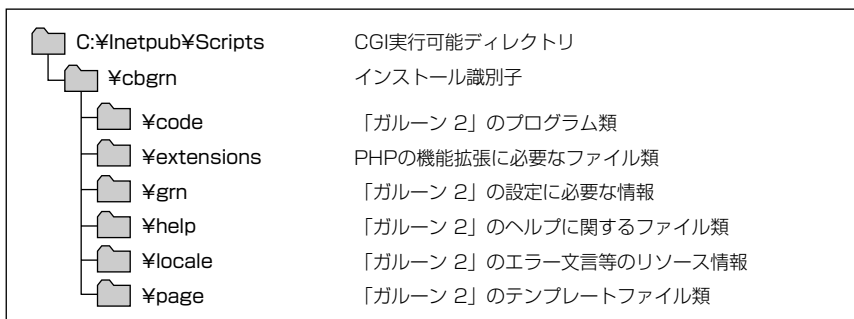 C:¥Inetpub¥Scripts CGI実行可能ディレクトリ
¥cbgrn インストール識別子
¥code 「ガルーン 2」のプログラム類
¥extensions PHPの機能拡張に必要なファイル類
¥grn 「ガルーン 2」の設定に必要な情報
¥help 「ガルーン 2」のヘルプに関するファイル類
¥locale 「ガルーン 2」のエラー文言等のリソース情報
¥page 「ガルーン 2」のテンプレートファイル類